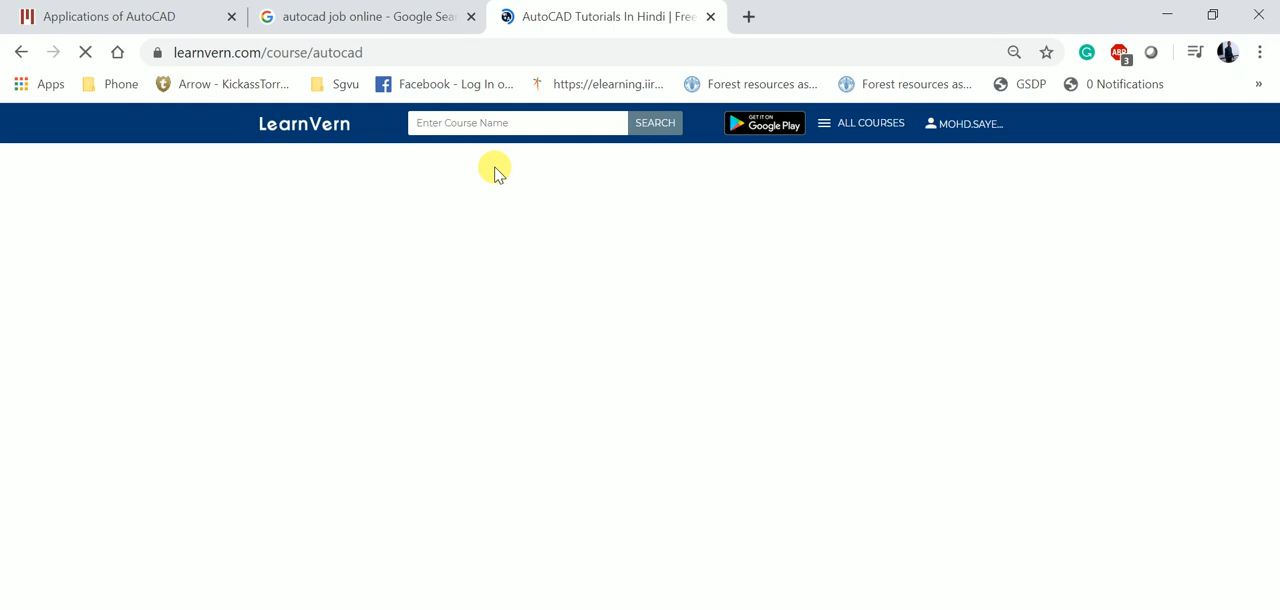 Applications of AutoCAD
autocad job online - Google Sea
AutoCAD Tutorials In Hindi | Free
learnvern.com/course/autocad
ABP
3
Apps
Phone
Arrow - KickassTorr...
Sgvu
Facebook - Log In o...
https://elearning.iir...
Forest resources as...
Forest resources as...
GSDP
0 Notifications
»
LearnVern
Enter Course Name
SEARCH
GET IT ON
Google Play
ALL COURSES
MOHD.SAYE...